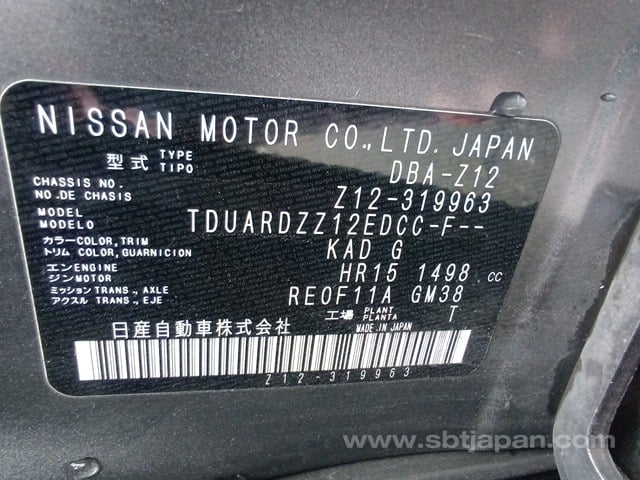 NISSAN MOTOR CO.,LTD. JAPAN
型式 TYPE TIPO DBA-Z12
CHASSIS NO. NO. DE CHASIS Z12-319963
MODEL MODELO TDUARDZZ12EDCC-F--
カラー COLOR, TRIM トリム COLOR, GUARNICION KAD G
エンジン ENGINE MOTOR HR15 1498 cc
ミッション TRANS., AXLE アクスル TRANS., EJE RE0F11A GM38
工場 PLANT PLANTA T
日産自動車株式会社 MADE IN JAPAN
Z12-319963
www.sbtjapan.com